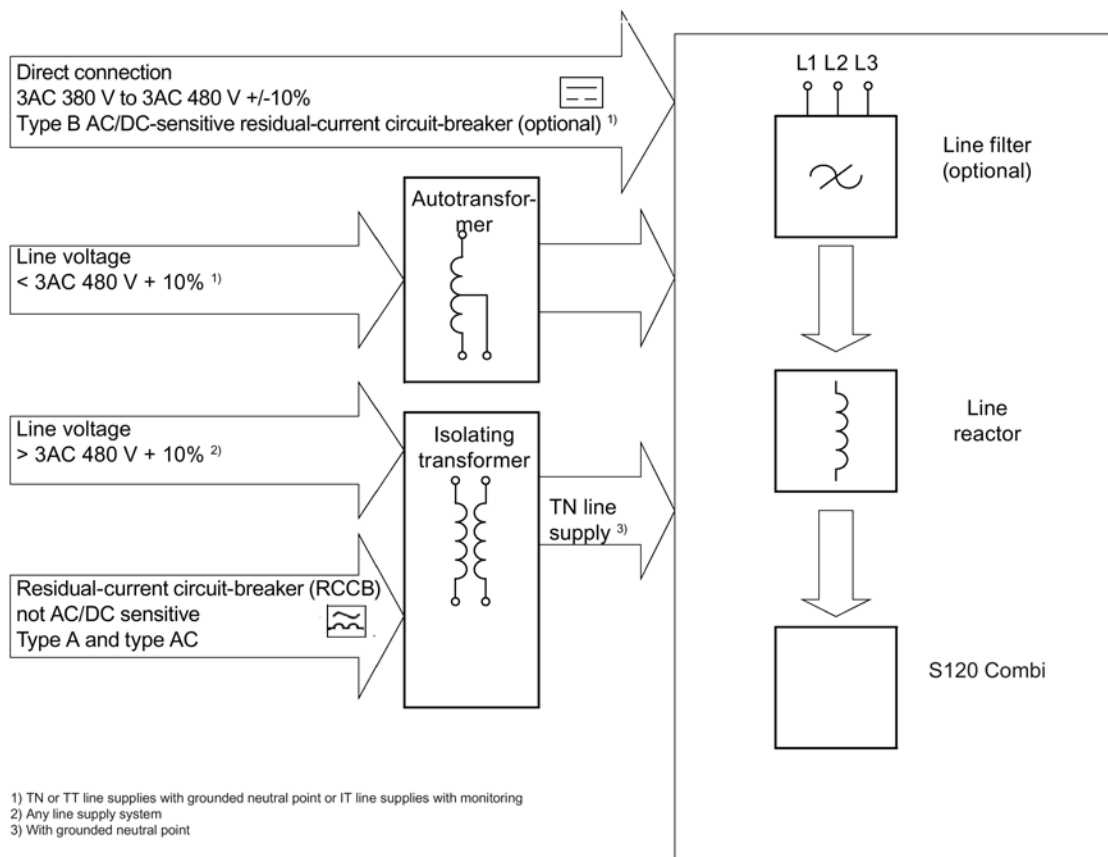 Direct connection
3AC 380 V to 3AC 480 V +/-10%
Type B AC/DC-sensitive residual-current circuit-breaker (optional) 1)
L1 L2 L3
Line filter
(optional)
Autotransfor-
mer
Line voltage
< 3AC 480 V + 10% 1)
Line
reactor
Line voltage
> 3AC 480 V + 10% 2)
Isolating
transformer
TN line
supply 3)
Residual-current circuit-breaker (RCCB)
not AC/DC sensitive
Type A and type AC
S120 Combi
1) TN or TT line supplies with grounded neutral point or IT line supplies with monitoring
2) Any line supply system
3) With grounded neutral point